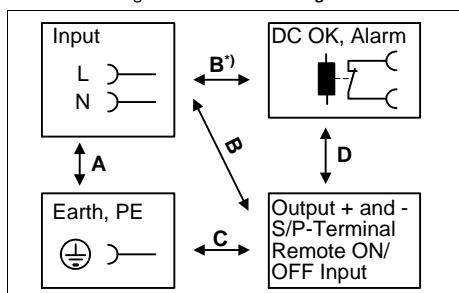 Input
L
N
B*)
DC OK, Alarm
A
B
D
Earth, PE
C
Output + and -
S/P-Terminal
Remote ON/
OFF Input